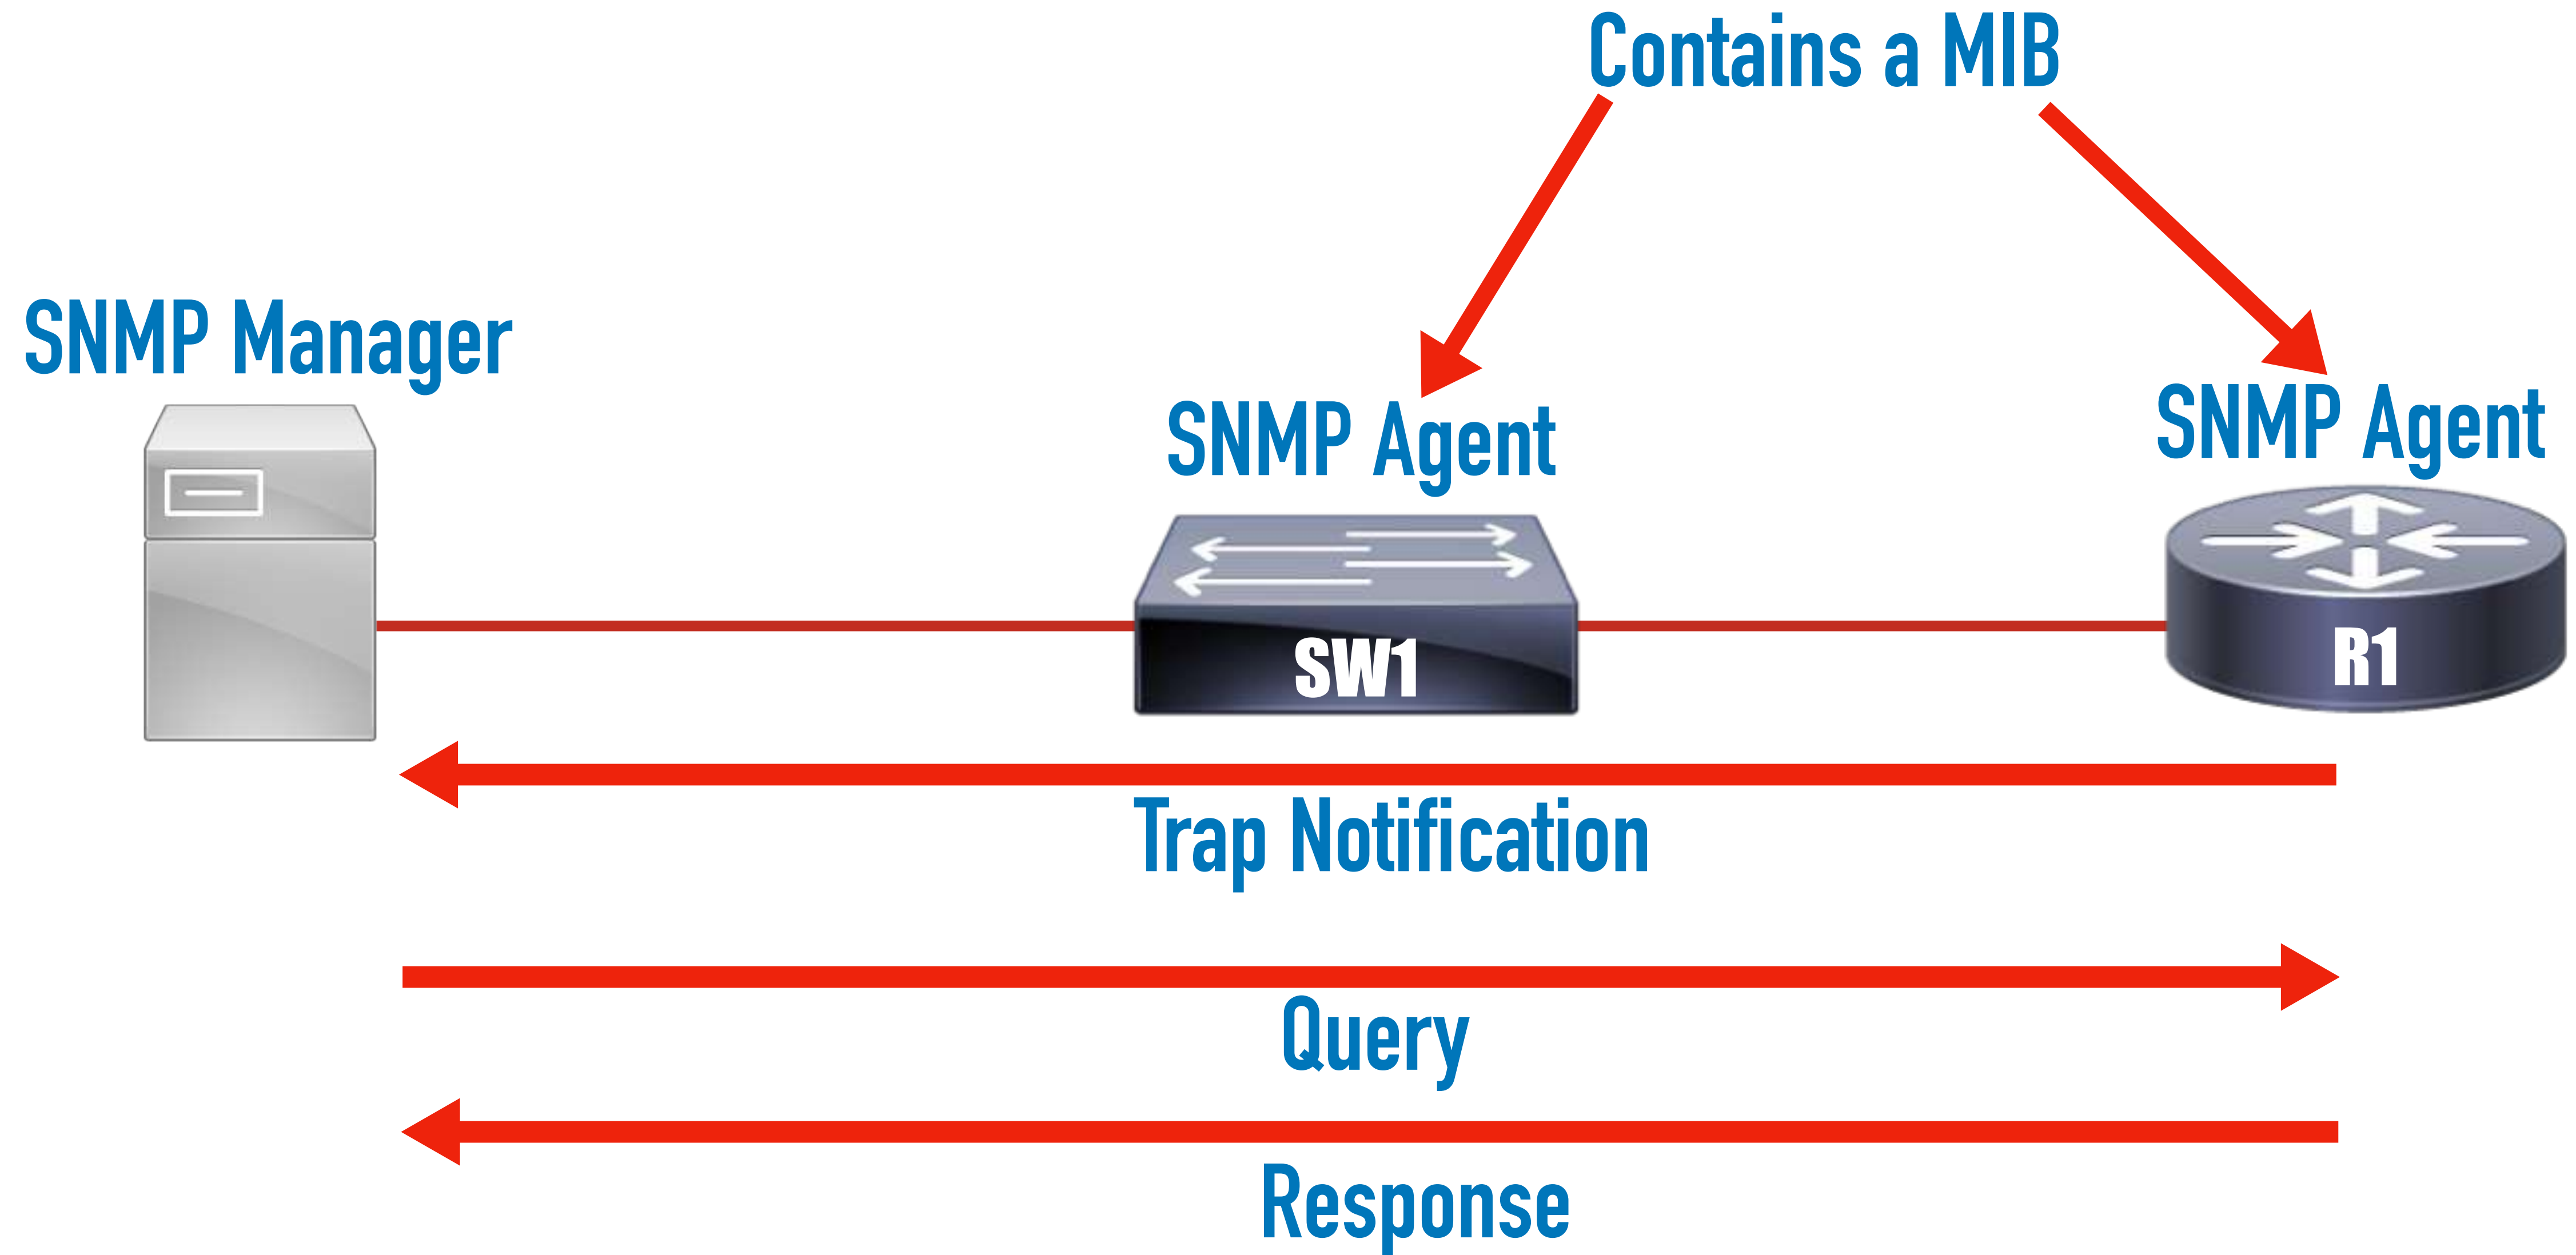 Contains a MIB
SNMP Manager
SNMP Agent
SNMP Agent
SW1
R1
Trap Notification
Query
Response